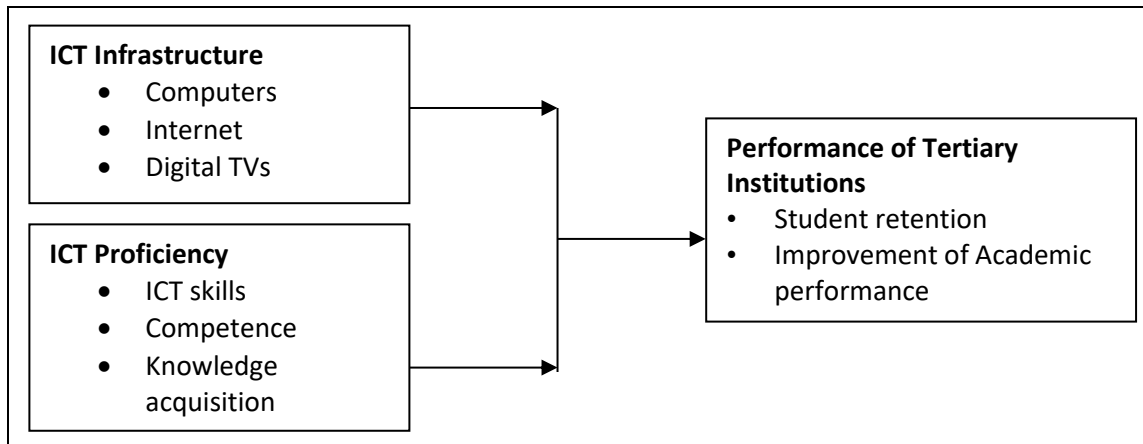 ICT Infrastructure
• Computers
• Internet
• Digital TVs
ICT Proficiency
• ICT skills
• Competence
• Knowledge
acquisition
Performance of Tertiary
Institutions
• Student retention
• Improvement of Academic
performance